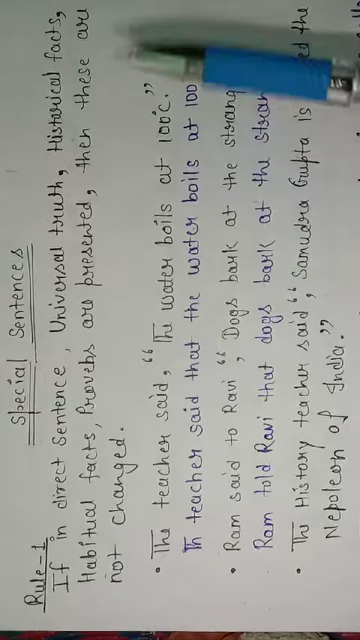 Special Sentences
Rule-1
If in direct Sentence, Universal truth, Historical facts,
Habitual facts, Proverbs are presented, then these are
not changed.
• The teacher said, "The water boils at 100°C."
Th teacher said that the water boils at 100
• Ram said to Ravi "Dogs bark at the strang
Ram told Ravi that dogs bark at the stran
• The History teacher said "Samudra Gupta is the
Nepoleon of India."